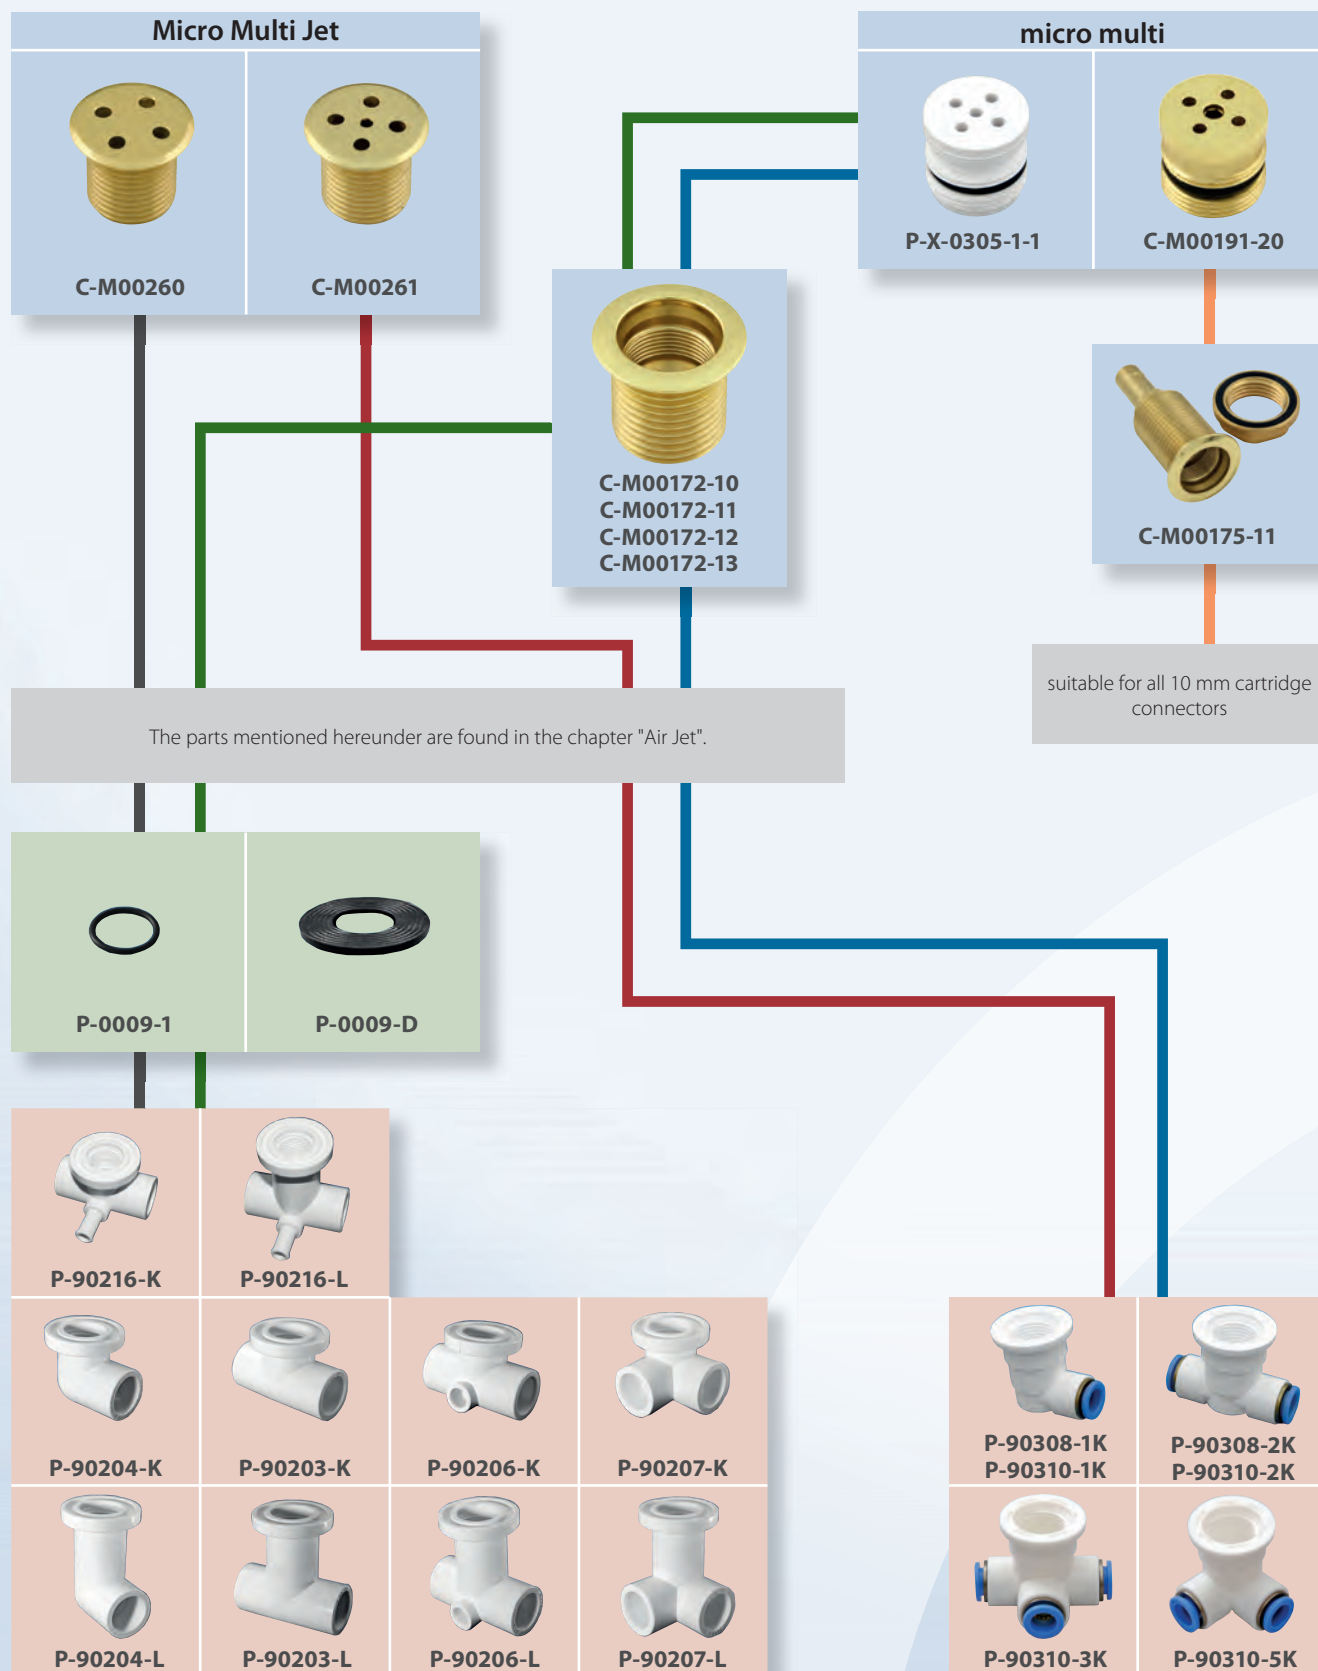 Micro Multi Jet
micro multi
C-M00260
C-M00261
P-X-0305-1-1
C-M00191-20
C-M00172-10
C-M00172-11
C-M00172-12
C-M00172-13
C-M00175-11
suitable for all 10 mm cartridge
connectors
The parts mentioned hereunder are found in the chapter "Air Jet".
P-0009-1
P-0009-D
P-90216-K
P-90216-L
P-90204-K
P-90203-K
P-90206-K
P-90207-K
P-90308-1K
P-90310-1K
P-90308-2K
P-90310-2K
P-90204-L
P-90203-L
P-90206-L
P-90207-L
P-90310-3K
P-90310-5K